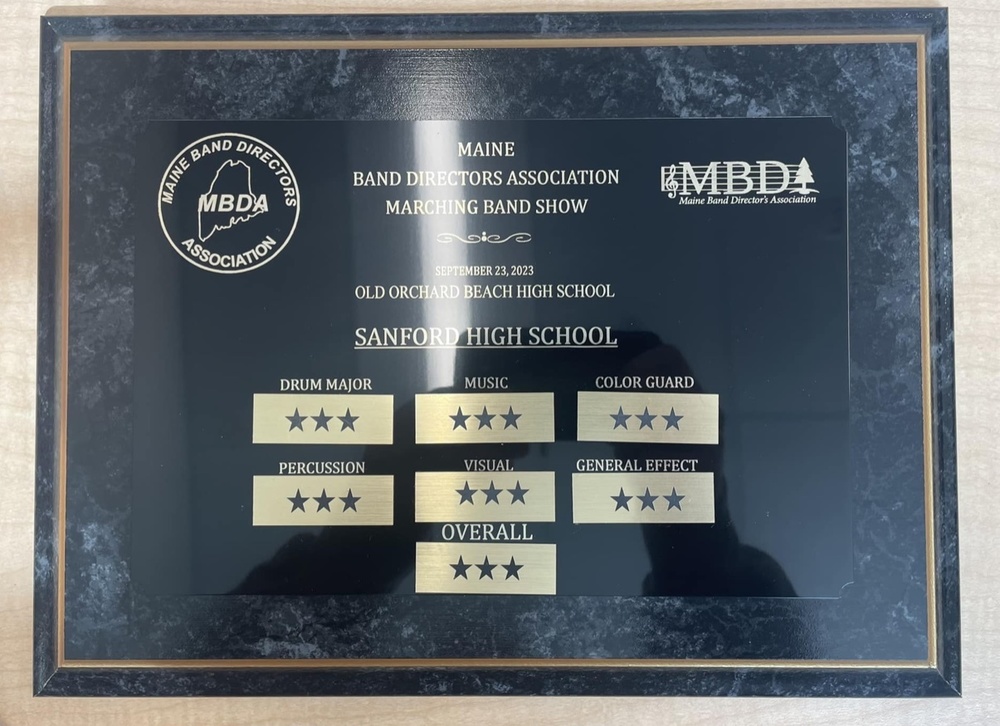 MAINE BAND DIRECTORS
MBDA
ASSOCIATION
MAINE
BAND DIRECTORS ASSOCIATION
MARCHING BAND SHOW
MBDA
Maine Band Director's Association
SEPTEMBER 23, 2023
OLD ORCHARD BEACH HIGH SCHOOL
SANFORD HIGH SCHOOL
DRUM MAJOR MUSIC COLOR GUARD
★★★ ★★★ ★★★
PERCUSSION VISUAL GENERAL EFFECT
★★★ ★★★ ★★★
OVERALL
★★★